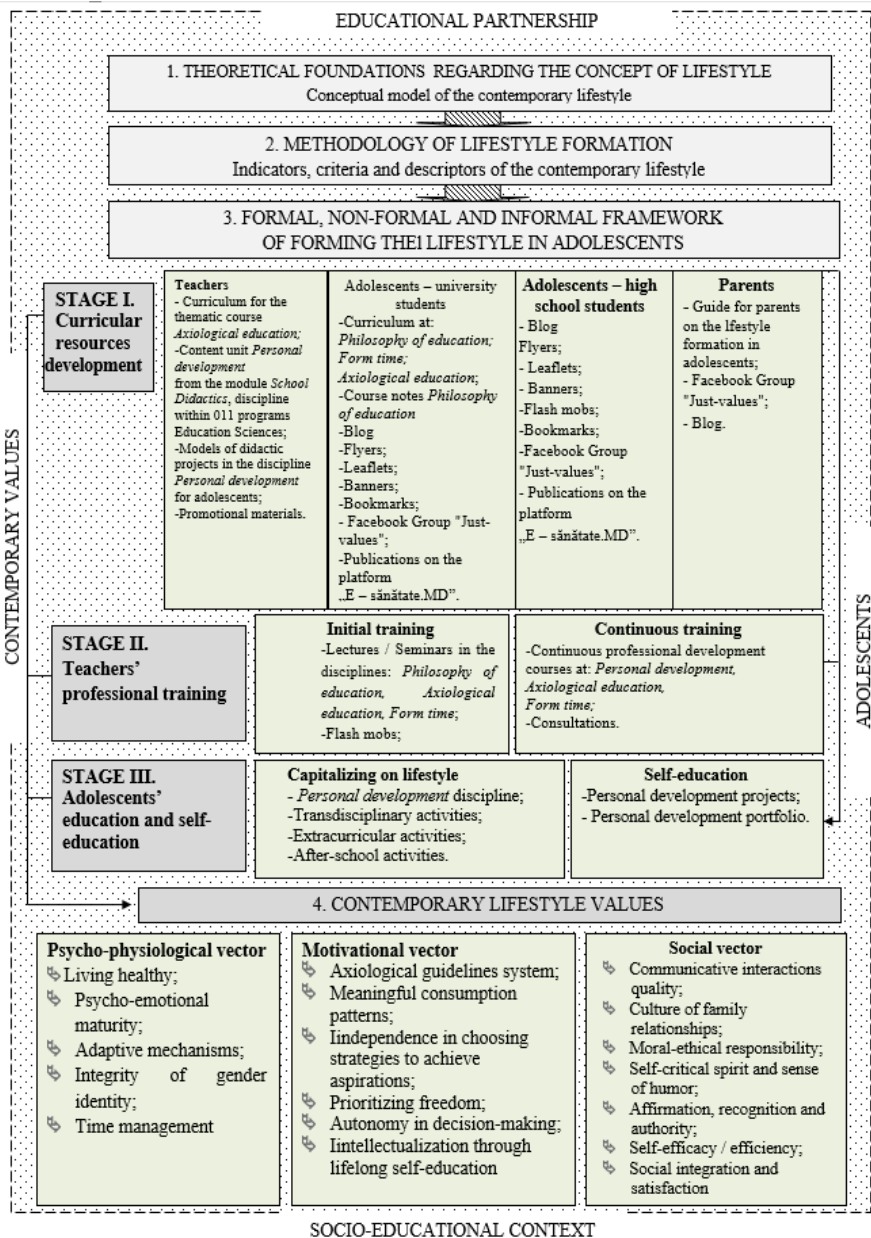 EDUCATIONAL PARTNERSHIP
1. THEORETICAL FOUNDATIONS REGARDING THE CONCEPT OF LIFESTYLE
Conceptual model of the contemporary lifestyle
2. METHODOLOGY OF LIFESTYLE FORMATION
Indicators, criteria and descriptors of the contemporary lifestyle
3. FORMAL, NON-FORMAL AND INFORMAL FRAMEWORK
OF FORMING THE1 LIFESTYLE IN ADOLESCENTS
CONTEMPORARY VALUES
STAGE I.
Curricular
resources
development
Teachers
- Curriculum for the
thematic course
Axiological education;
-Content unit Personal
development
from the module School
Didactics, discipline
within 011 programs
Education Sciences;
-Models of didactic
projects in the discipline
Personal development
for adolescents;
-Promotional materials.
Adolescents – university
students
-Curriculum at:
Philosophy of education;
Form time;
Axiological education;
-Course notes Philosophy
of education
-Blog
-Flyers;
-Leaflets;
-Banners;
-Bookmarks;
- Facebook Group "Just-
values";
-Publications on the
platform
„E – sănătate.MD”.
Adolescents – high
school students
- Blog
Flyers;
- Leaflets;
- Banners;
-Flash mobs;
-Bookmarks;
-Facebook Group
"Just-values";
- Publications on the
platform
„E – sănătate.MD”.
Parents
- Guide for parents
on the lfestyle
formation in
adolescents;
- Facebook Group
"Just-values";
- Blog.
ADOLESCENTS
STAGE II.
Teachers’
professional training
Initial training
-Lectures / Seminars in the
disciplines: Philosophy of
education, Axiological
education, Form time;
-Flash mobs;
Continuous training
-Continuous professional development
courses at: Personal development,
Axiological education,
Form time;
-Consultations.
STAGE III.
Adolescents’
education and self-
education
Capitalizing on lifestyle
- Personal development discipline;
-Transdisciplinary activities;
-Extracurricular activities;
-After-school activities.
Self-education
-Personal development projects;
- Personal development portfolio.
4. CONTEMPORARY LIFESTYLE VALUES
Psycho-physiological vector
Living healthy;
Psycho-emotional
maturity;
Adaptive mechanisms;
Integrity of gender
identity;
Time management
Motivational vector
Axiological guidelines system;
Meaningful consumption
patterns;
Iindependence in choosing
strategies to achieve
aspirations;
Prioritizing freedom;
Autonomy in decision-making;
Iintellectualization through
lifelong self-education
Social vector
Communicative interactions
quality;
Culture of family
relationships;
Moral-ethical responsibility;
Self-critical spirit and sense
of humor;
Affirmation, recognition and
authority;
Self-efficacy / efficiency;
Social integration and
satisfaction
SOCIO-EDUCATIONAL CONTEXT